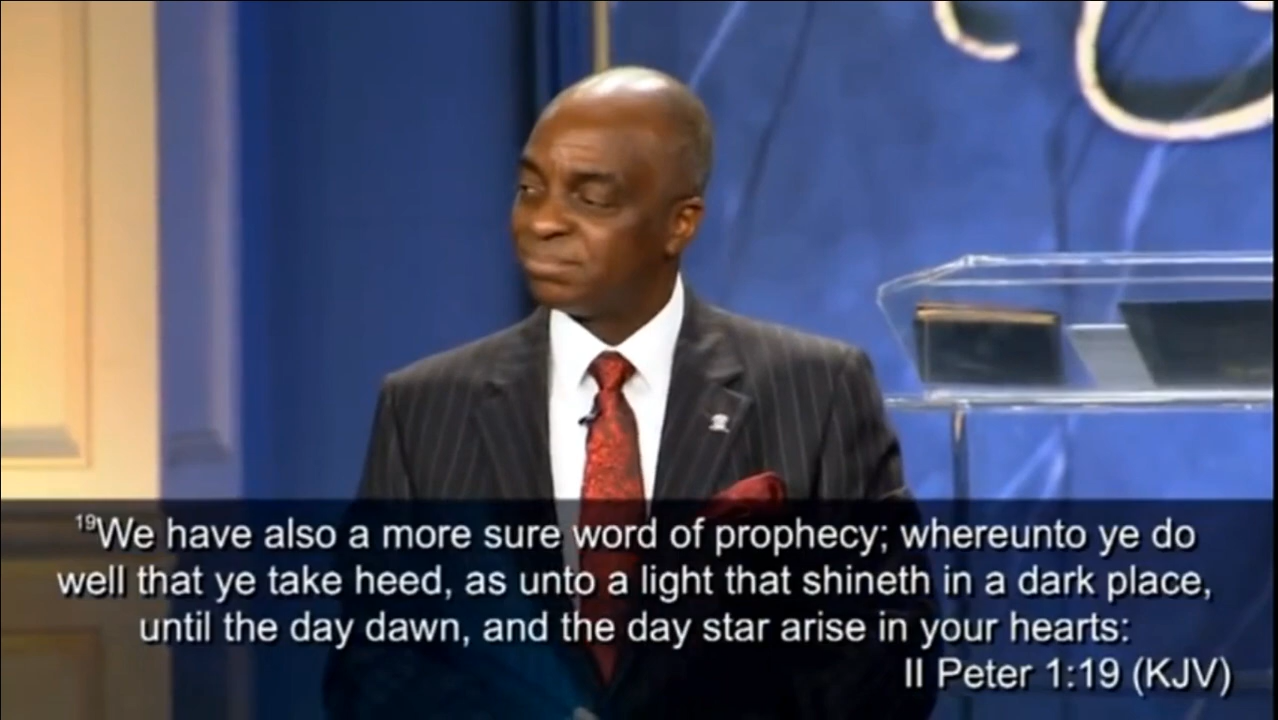 ¹⁹We have also a more sure word of prophecy; whereunto ye do
well that ye take heed, as unto a light that shineth in a dark place,
until the day dawn, and the day star arise in your hearts:
II Peter 1:19 (KJV)